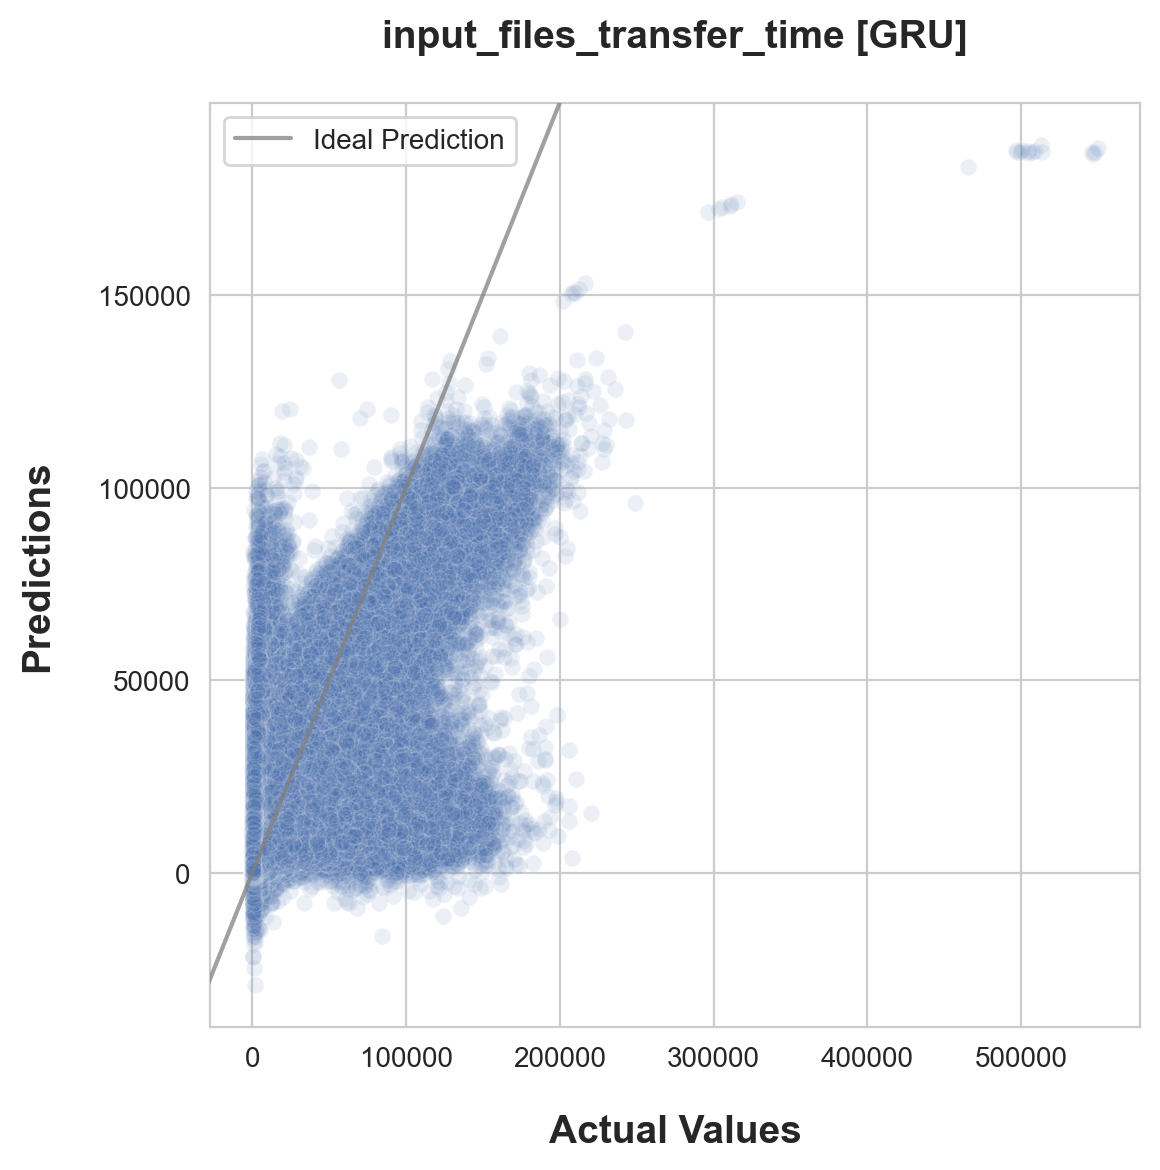 input_files_transfer_time [GRU]
Ideal Prediction
150000
100000
50000
0
Predictions
0 100000 200000 300000 400000 500000
Actual Values